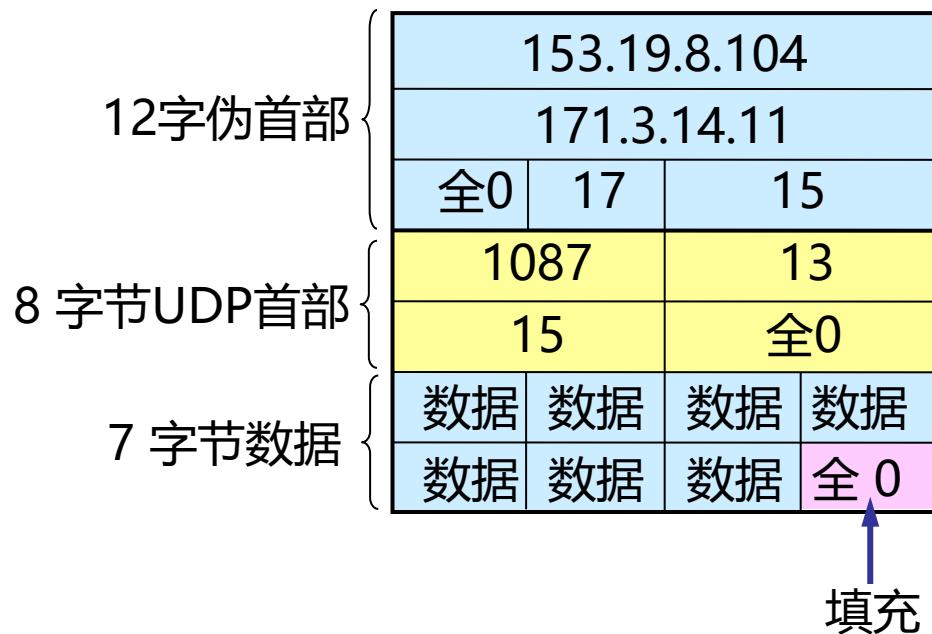 153.19.8.104
12字伪首部
171.3.14.11
全0 17 15
1087 13
8 字节UDP首部
15 全0
数据 数据 数据 数据
7 字节数据
数据 数据 数据 全 0
填充